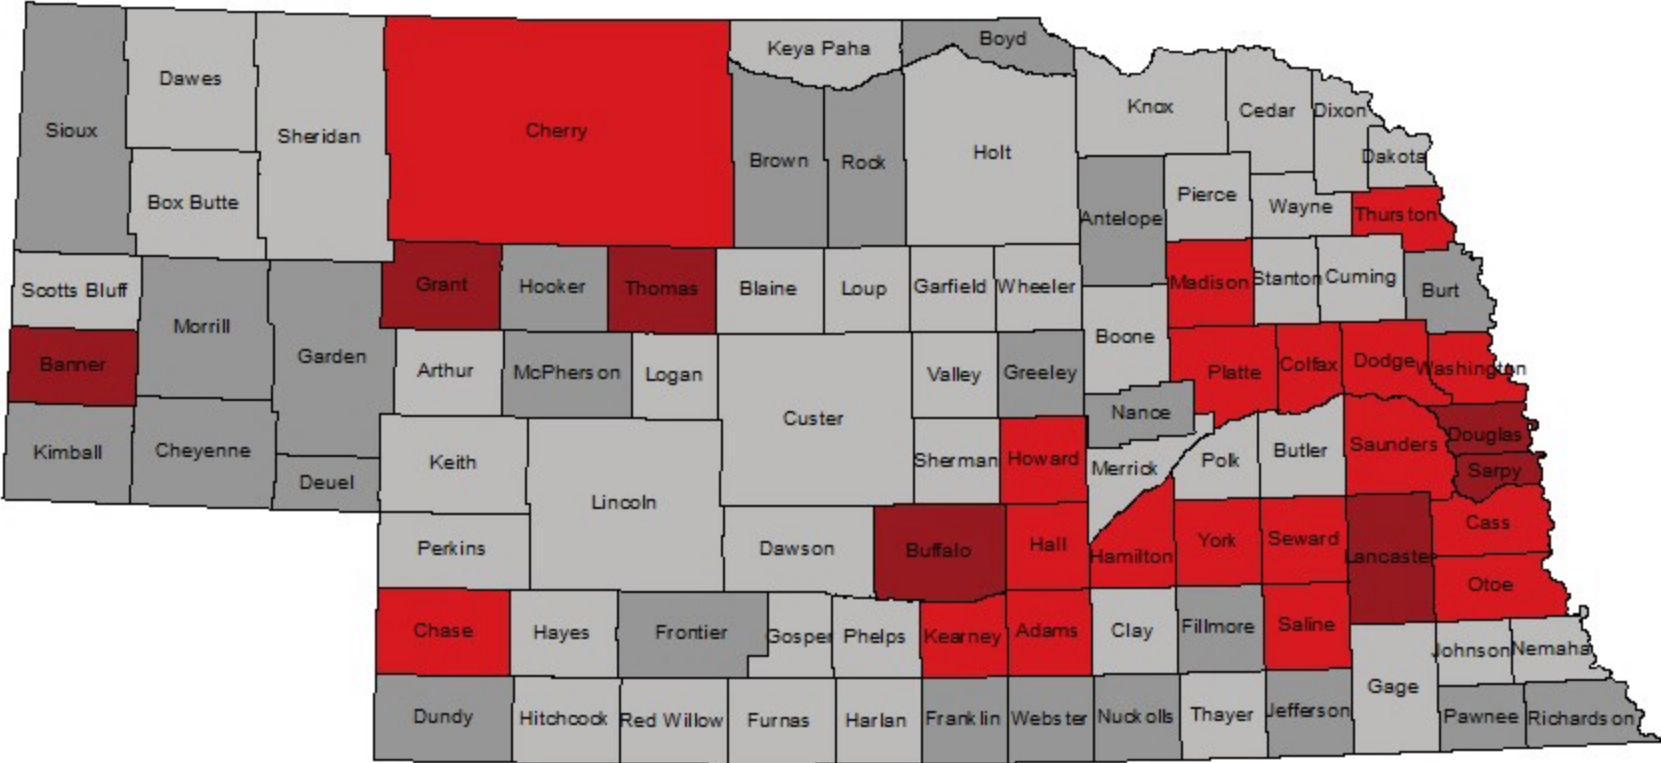 Boyd
Keya Paha
Dawes
Knox
Cedar
Dixon
Sioux
Sheridan
Cherry
Brown
Rock
Holt
Dakota
Box Butte
Pierce
Wayne
Thurston
Antelope
Scotts Bluff
Grant
Hooker
Thomas
Blaine
Loup
Garfield
Wheeler
Madison
Stanton
Cuming
Burt
Morrill
Garden
Boone
Banner
Arthur
McPherson
Logan
Valley
Greeley
Platte
Colfax
Dodge
Washington
Custer
Nance
Kimball
Cheyenne
Deuel
Keith
Lincoln
Sherman
Howard
Merrick
Polk
Butler
Saunders
Douglas
Sarpy
Perkins
Dawson
Buffalo
Hall
Hamilton
York
Seward
Lancaster
Cass
Otoe
Chase
Hayes
Frontier
Gosper
Phelps
Kearney
Adams
Clay
Fillmore
Saline
Johnson
Nemaha
Gage
Dundy
Hitchcock
Red Willow
Furnas
Harlan
Franklin
Webster
Nuckolls
Thayer
Jefferson
Pawnee
Richardson